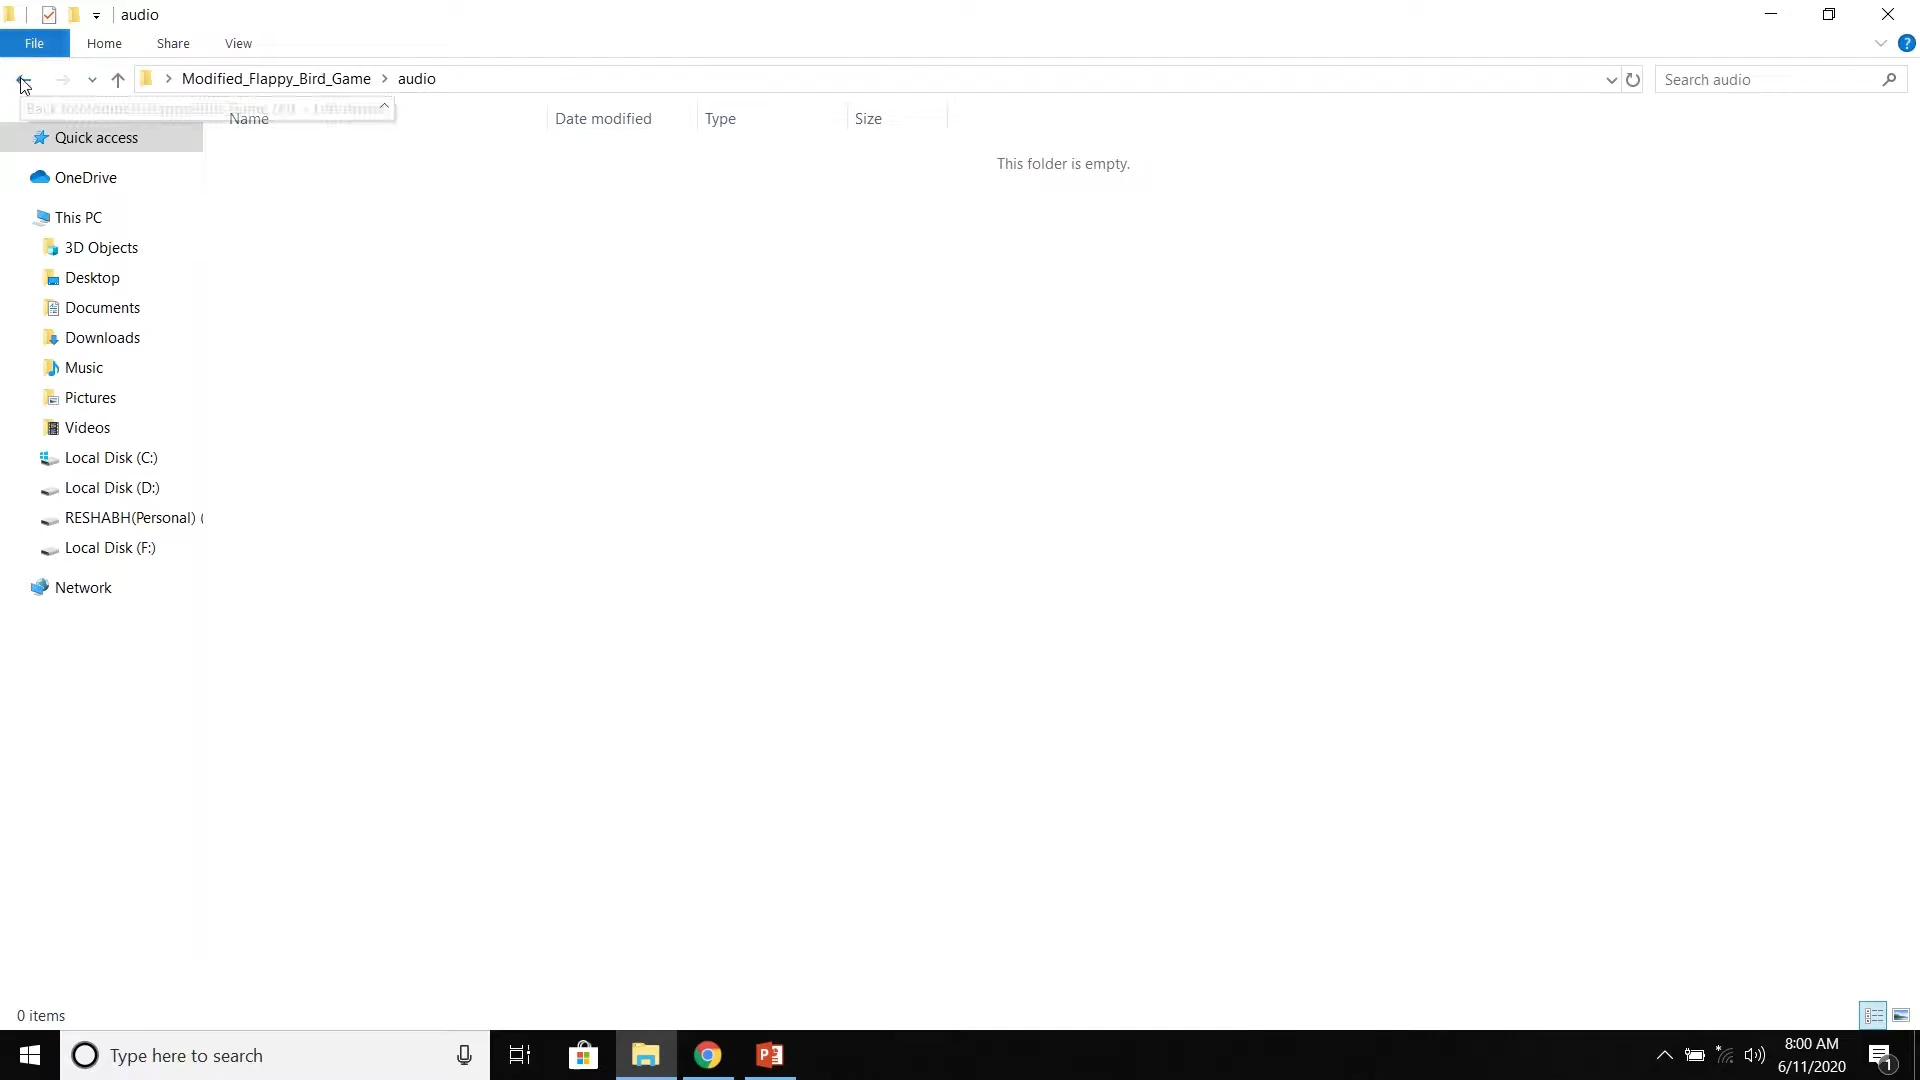 audio
File Home Share View
Modified_Flappy_Bird_Game audio
Search audio
Name Date modified Type Size
This folder is empty.
Quick access
OneDrive
This PC
3D Objects
Desktop
Documents
Downloads
Music
Pictures
Videos
Local Disk (C:)
Local Disk (D:)
RESHABH(Personal) (
Local Disk (F:)
Network
0 items
Type here to search
8:00 AM
6/11/2020
1